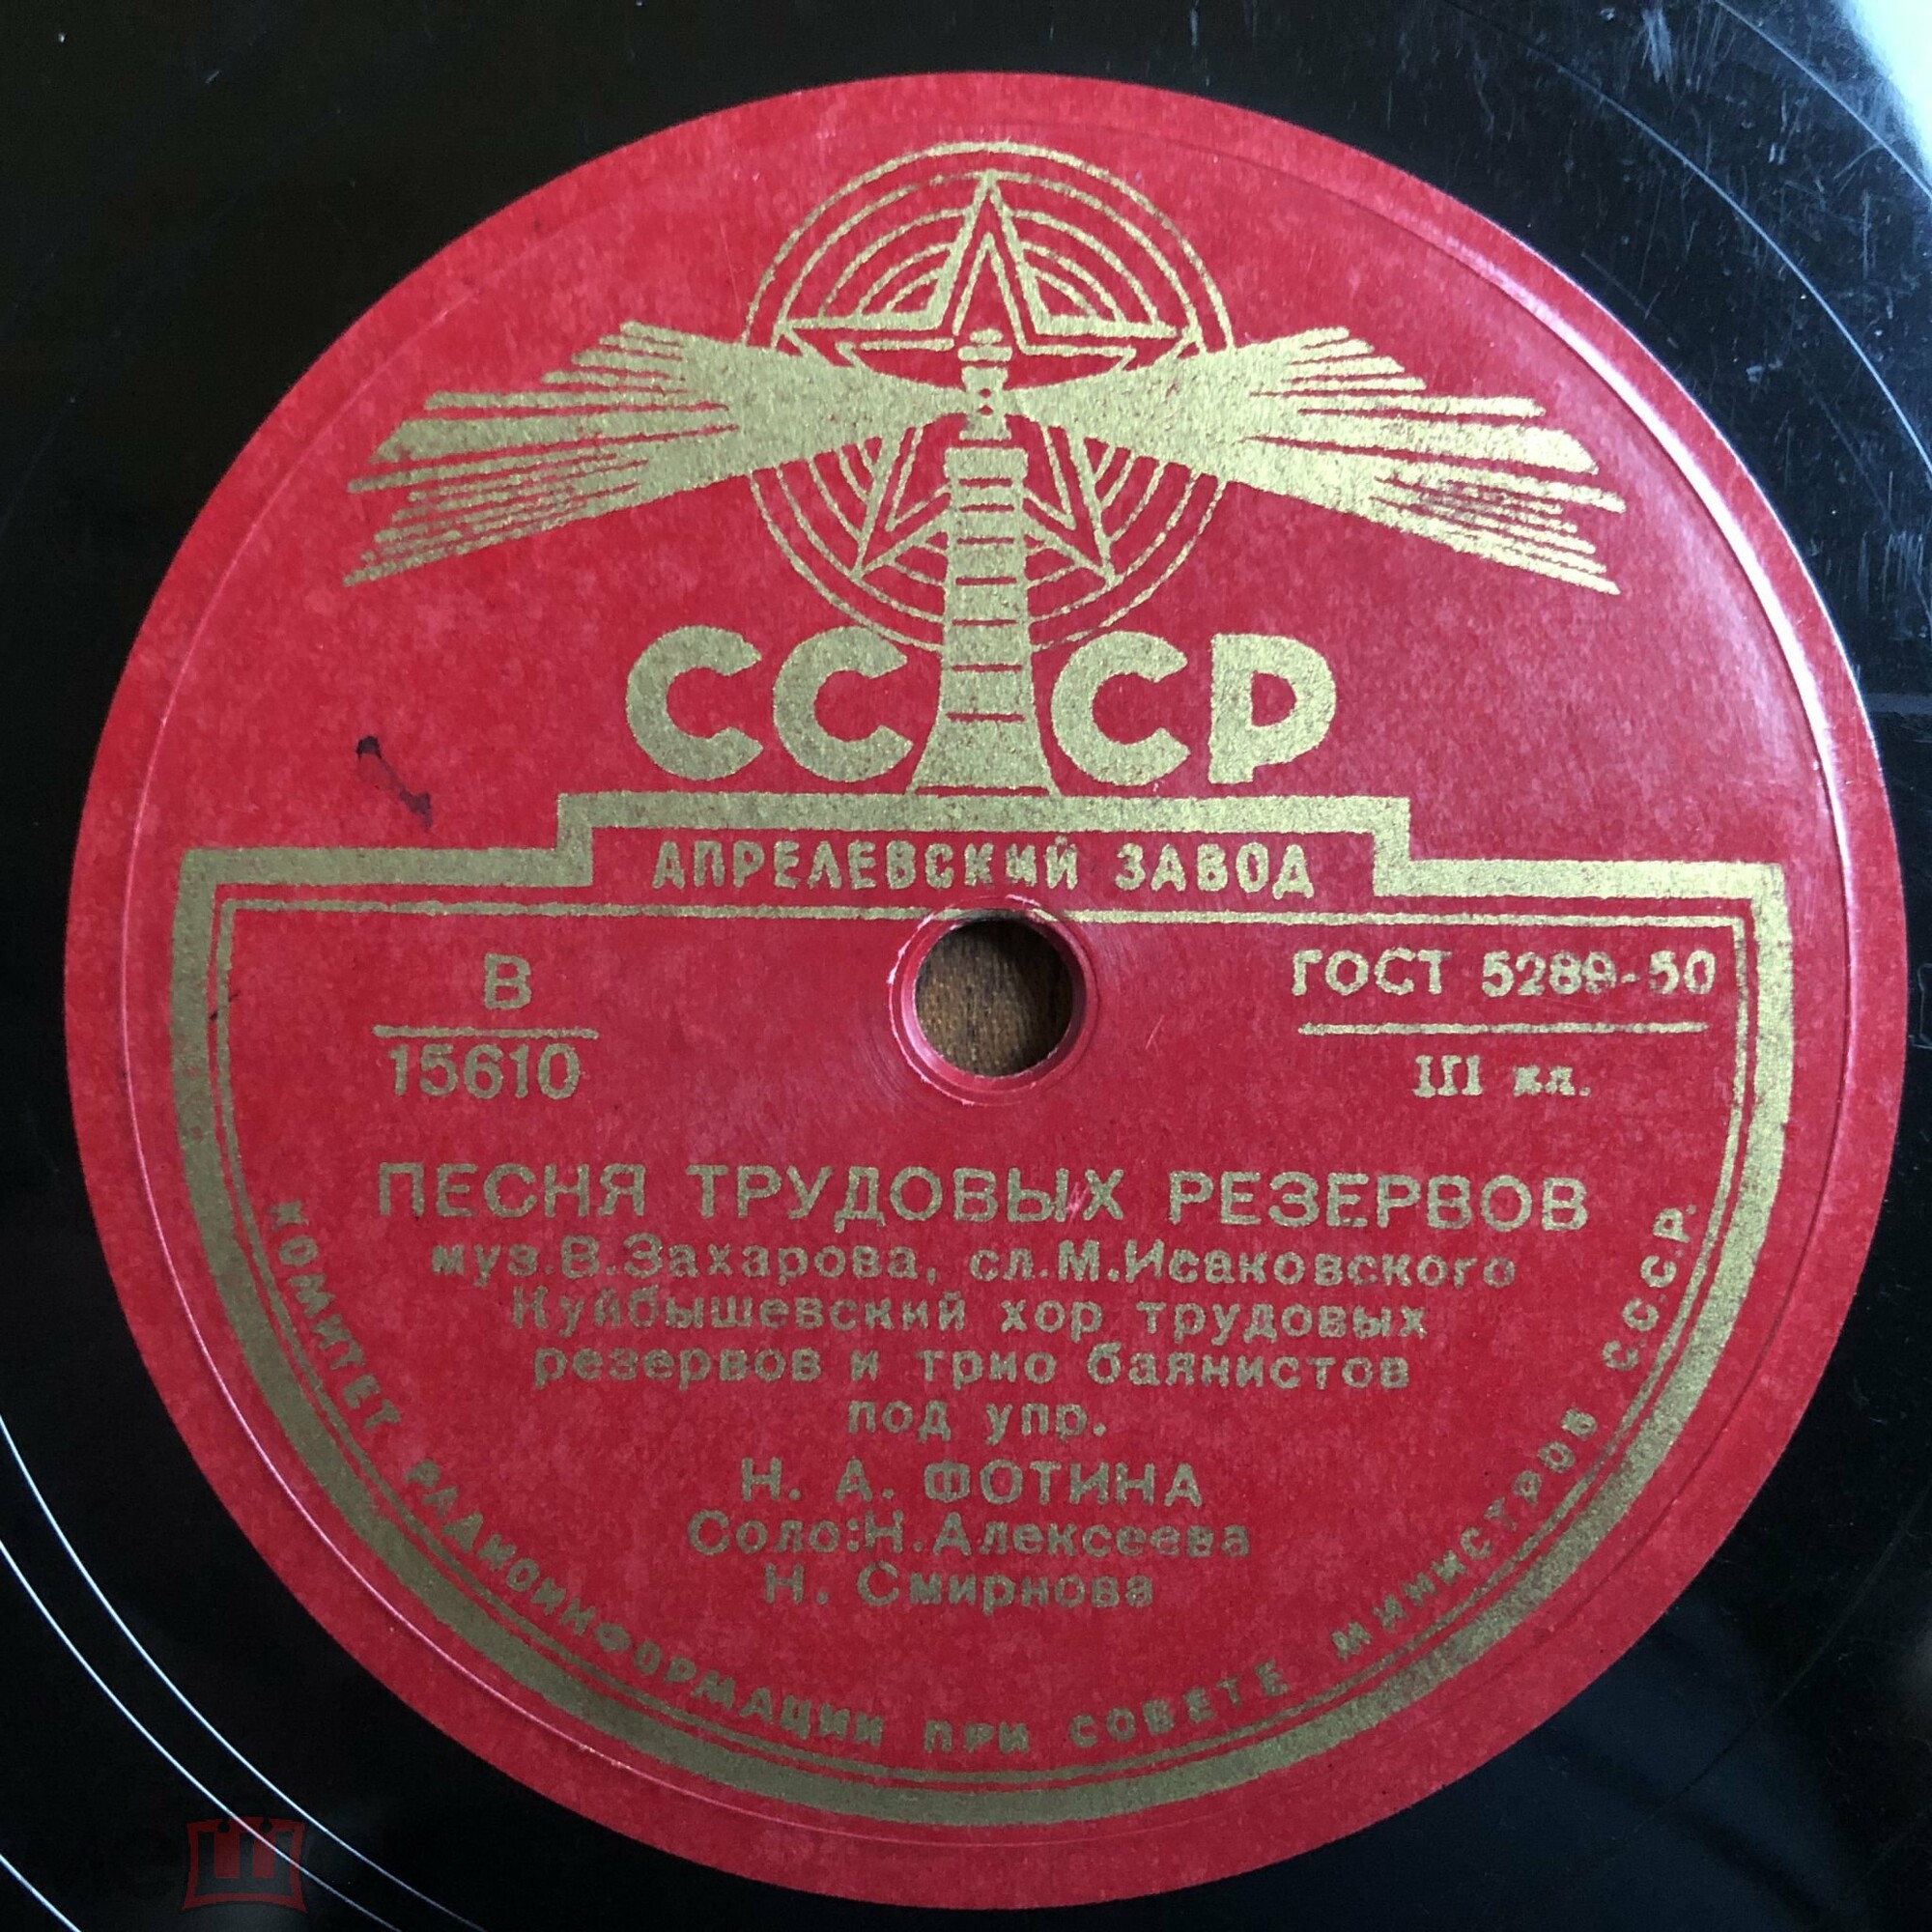 СССР
АПРЕЛЕВСКИЙ ЗАВОД
В
15610
ГОСТ 5289-50
III кл.
ПЕСНЯ ТРУДОВЫХ РЕЗЕРВОВ
муз.В.Захарова, сл.М.Исаковского
Куйбышевский хор трудовых
резервов и трио баянистов
под упр.
Н. А. ФОТИНА
Соло:Н.Алексеева
Н. Смирнова
КОМИТЕТ РАДИОИНФОРМАЦИИ ПРИ СОВЕТЕ МИНИСТРОВ С.С.С.Р.